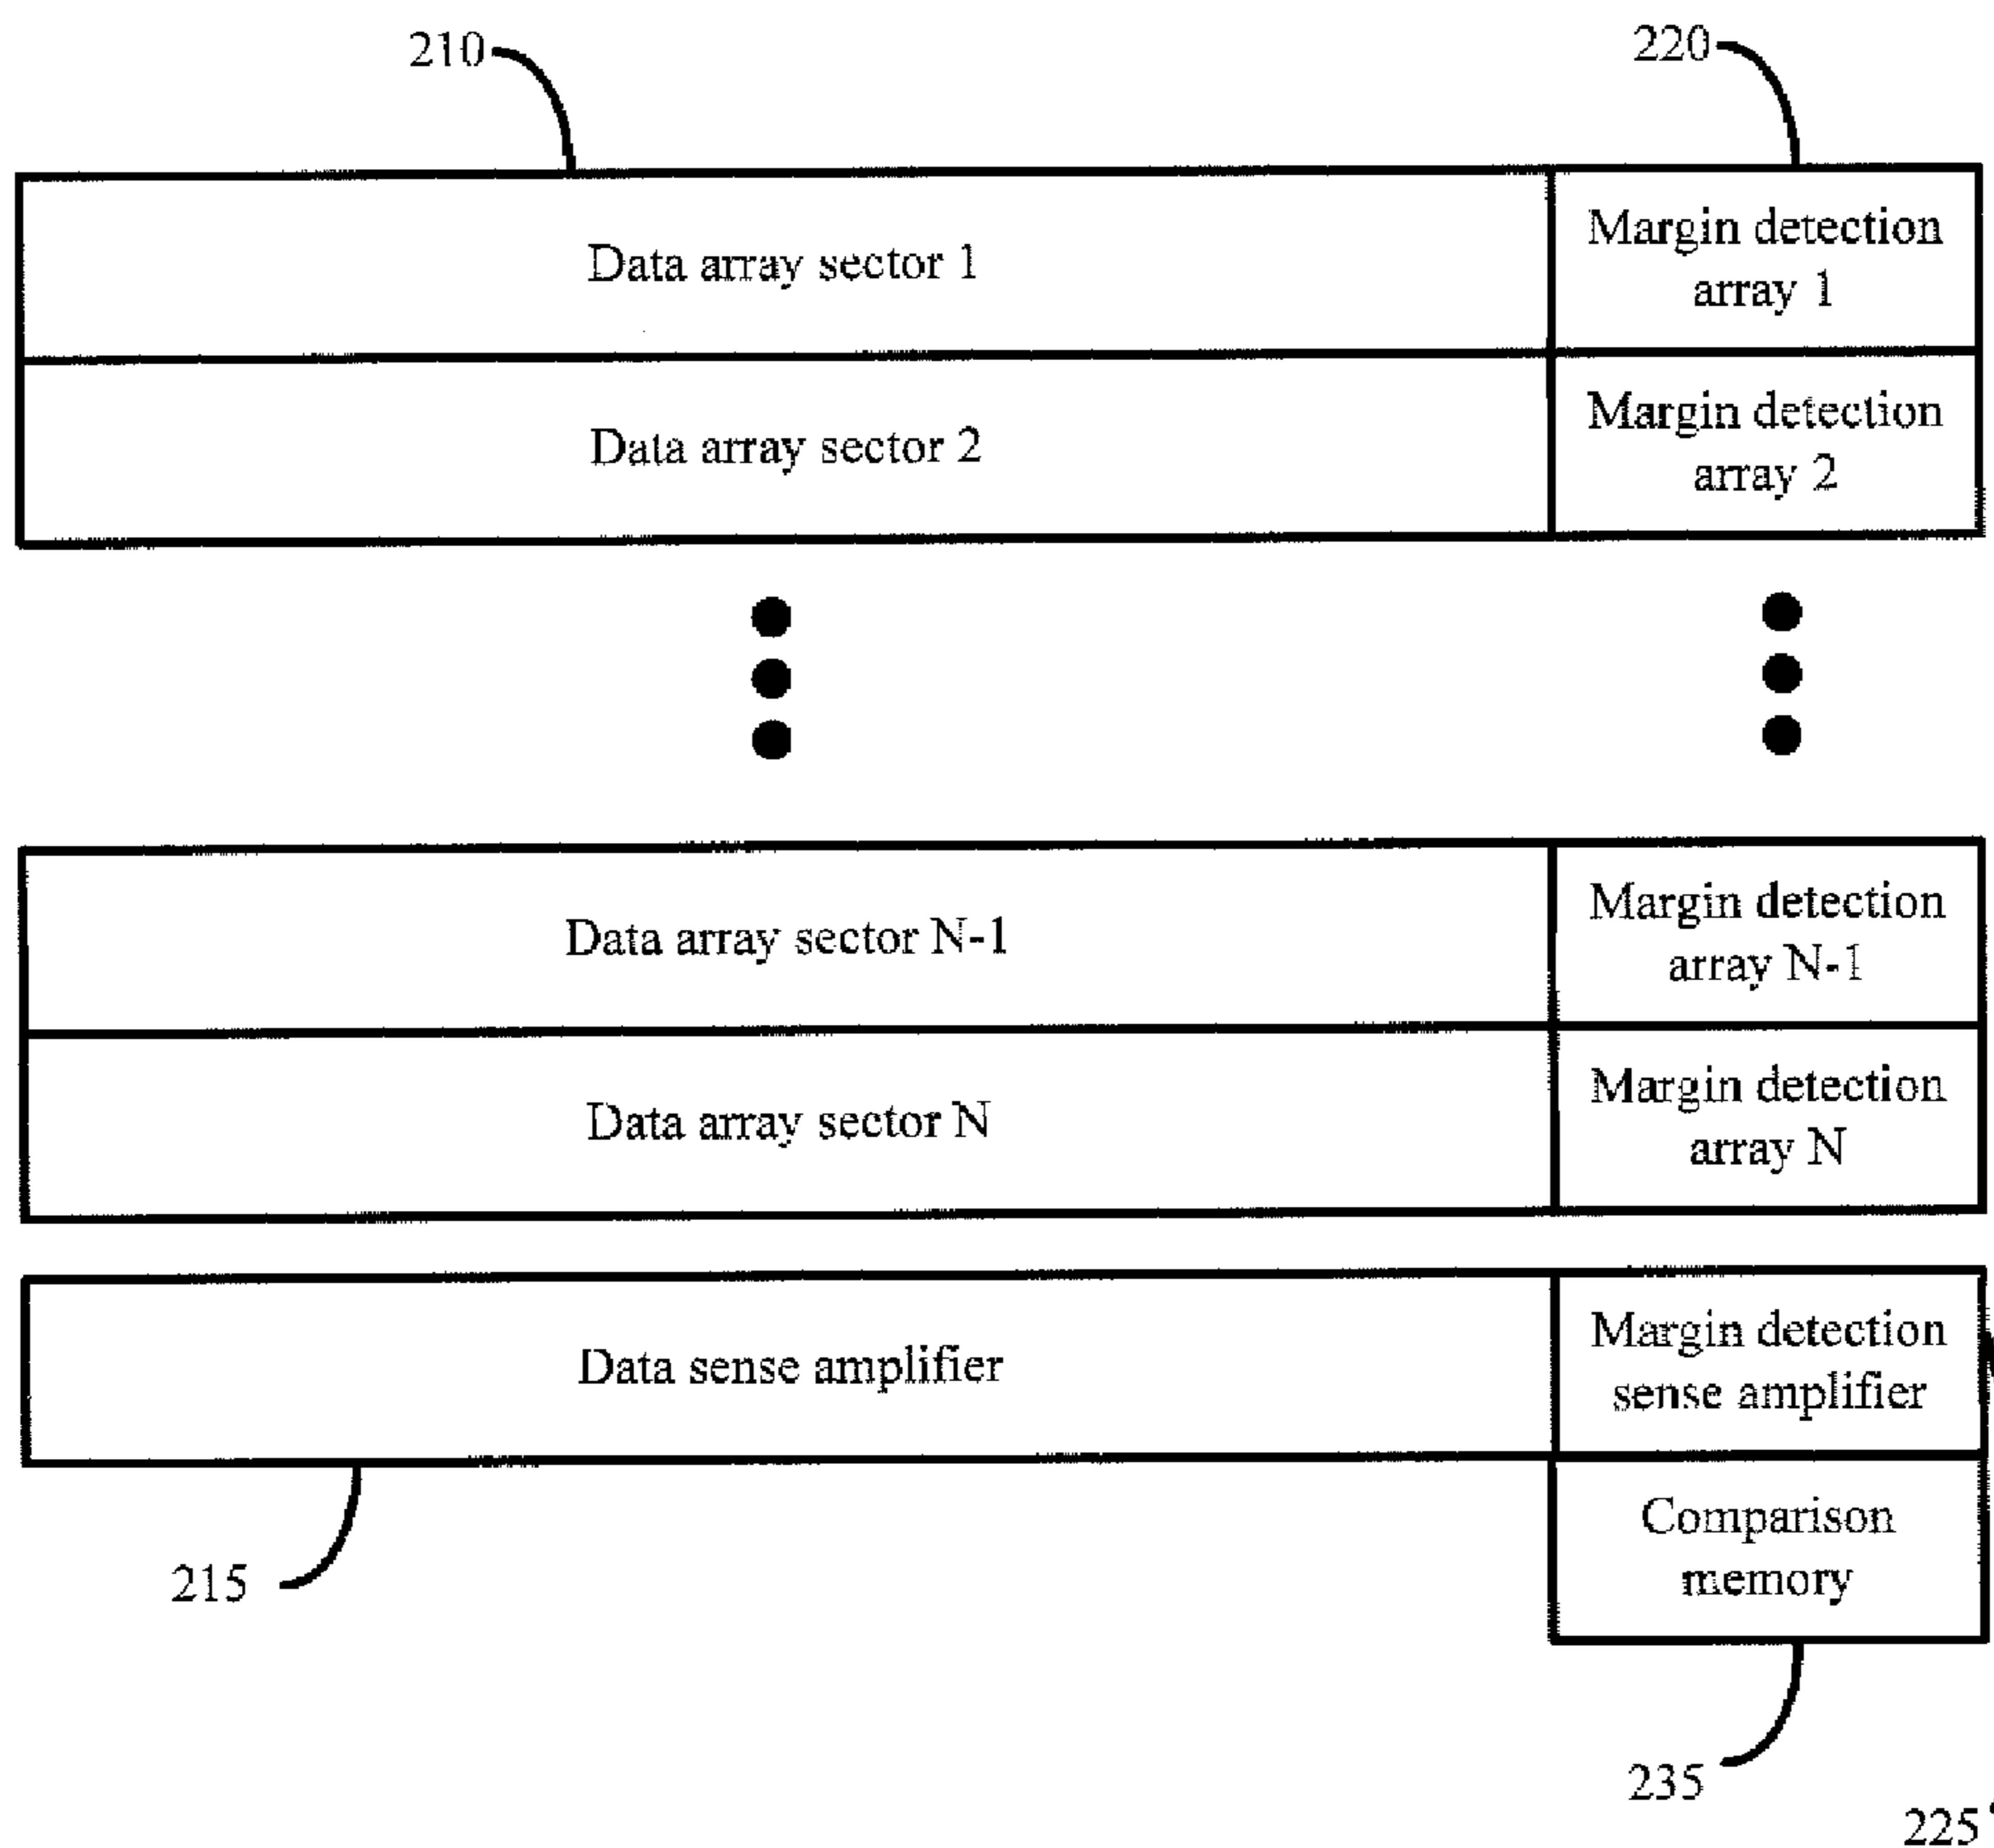 210
220
Data array sector 1
Margin detection
array 1
Data array sector 2
Margin detection
array 2
Data array sector N-1
Margin detection
array N-1
Data array sector N
Margin detection
array N
Data sense amplifier
Margin detection
sense amplifier
Comparison
memory
215
235
225